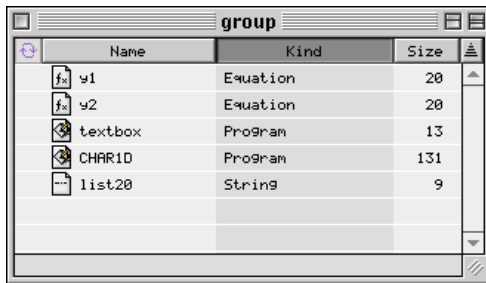 group
Name Kind Size
y1 Equation 20
y2 Equation 20
textbox Program 13
CHAR1D Program 131
list20 String 9